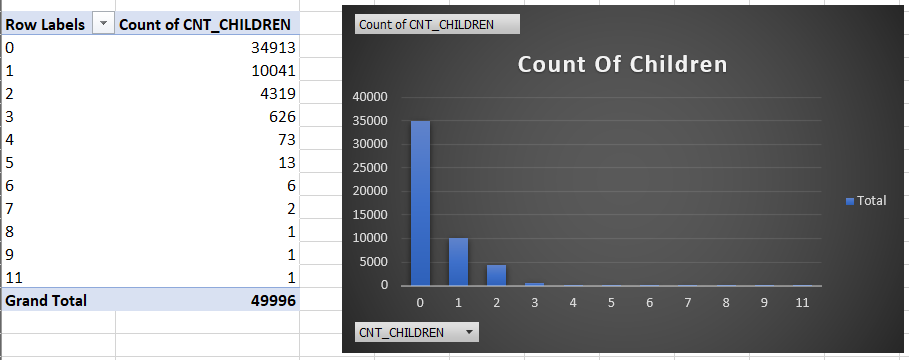 Row Labels Count of CNT_CHILDREN
0 34913
1 10041
2 4319
3 626
4 73
5 13
6 6
7 2
8 1
9 1
11 1
Grand Total 49996
Count of CNT_CHILDREN
Count Of Children
40000
35000
30000
25000
20000
15000
10000
5000
0
0 1 2 3 4 5 6 7 8 9 11
Total
CNT_CHILDREN